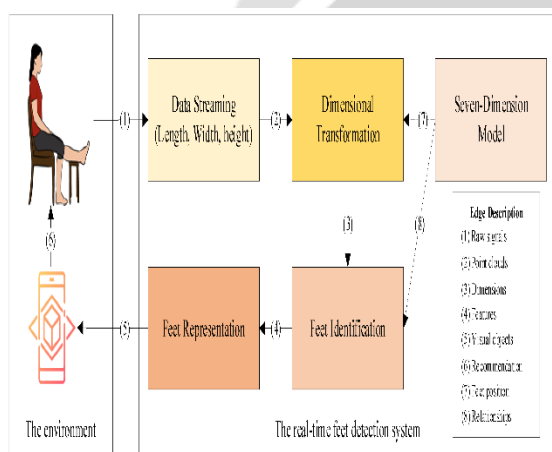 Data Streaming
(Length, Width, height)
Dimensional
Transformation
Seven-Dimension
Model
(1)
(2)
(7)
(6)
(3)
(8)
Edge Description
(1) Raw signals
(2) Point clouds
(3) Dimensions
(4) Features
(5) Visual objects
(6) Recommendation
(7) Feet position
(8) Relationships
Feet Representation
Feet Identification
(5)
(4)
The environment
The real-time feet detection system